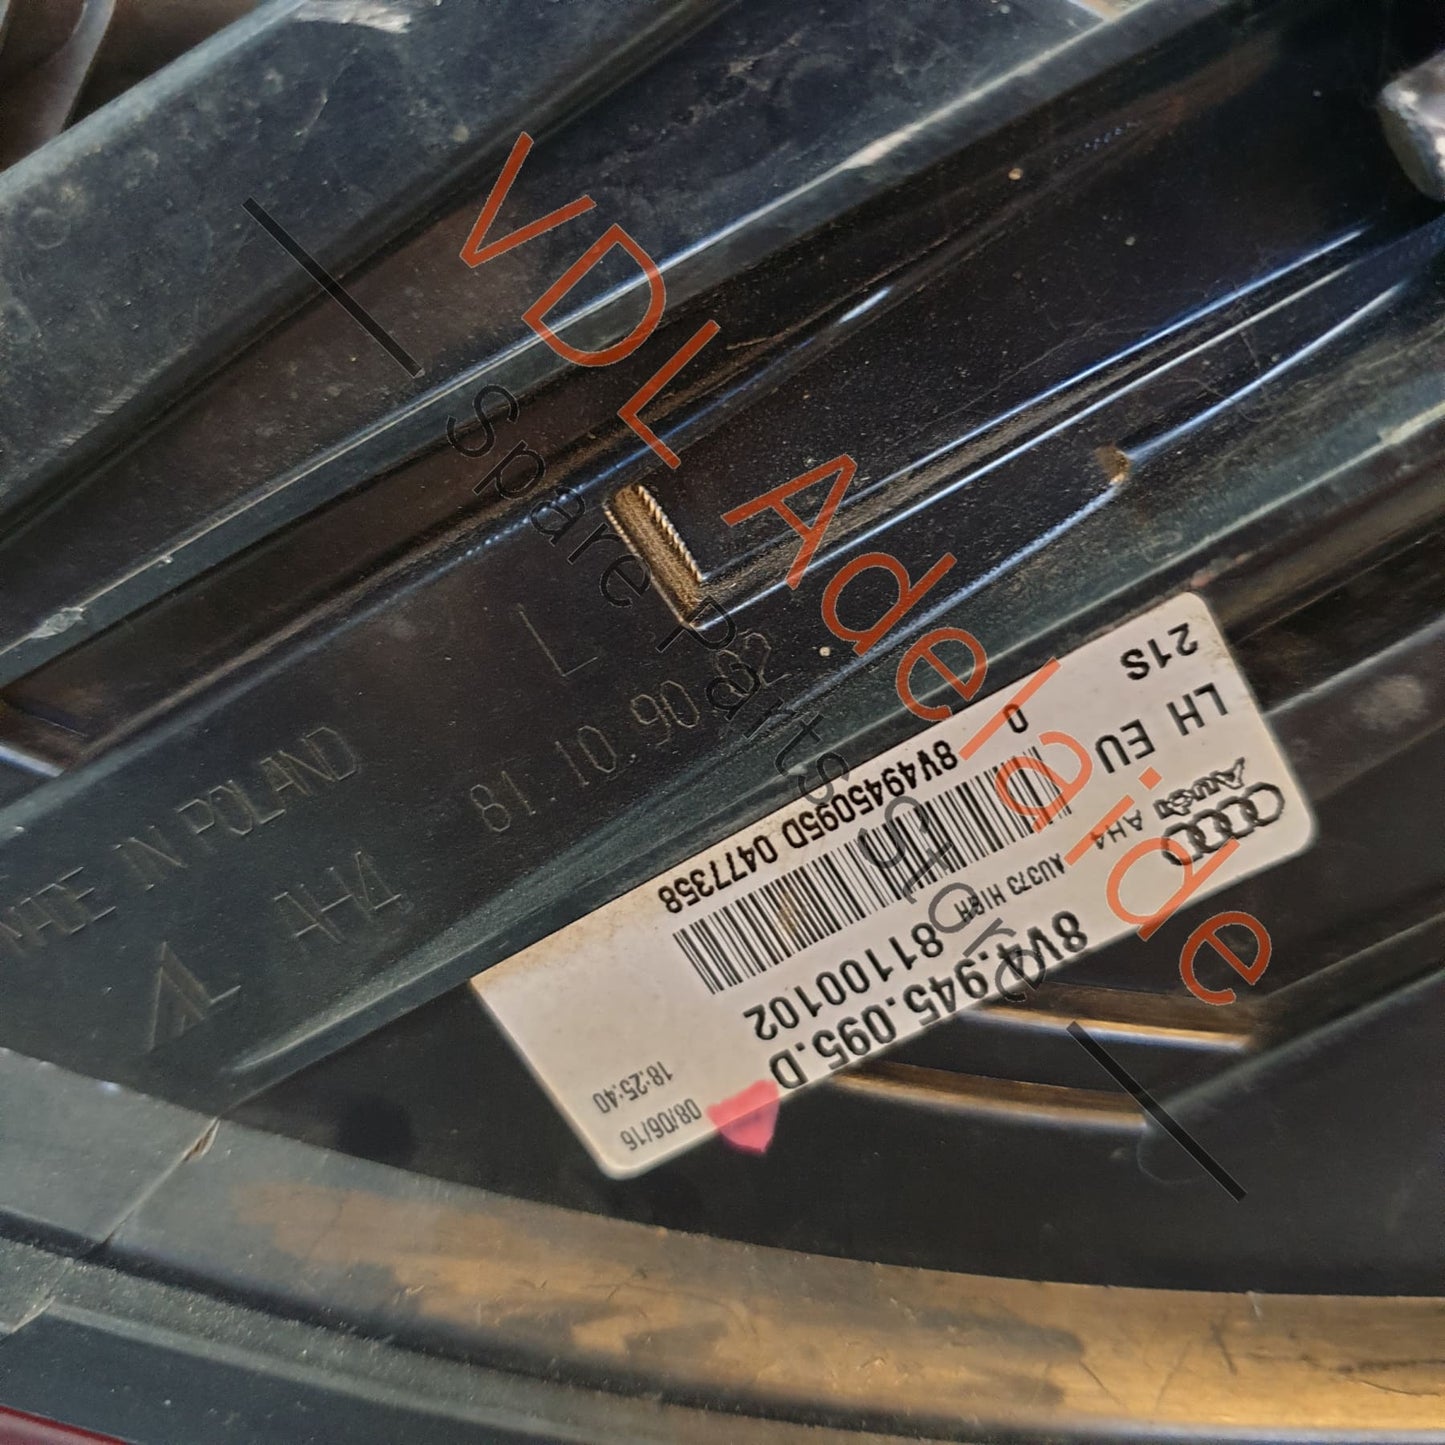 VDL Adelaide
Spare Parts Store
L
81.10.90.02
MADE IN POLAND
AH4
8V4.945.095.D
81100102
AU373 HIGH
AH4
Audi
LH EU
21S
0
8V4945095D 0477358
08/06/16
18:25:40